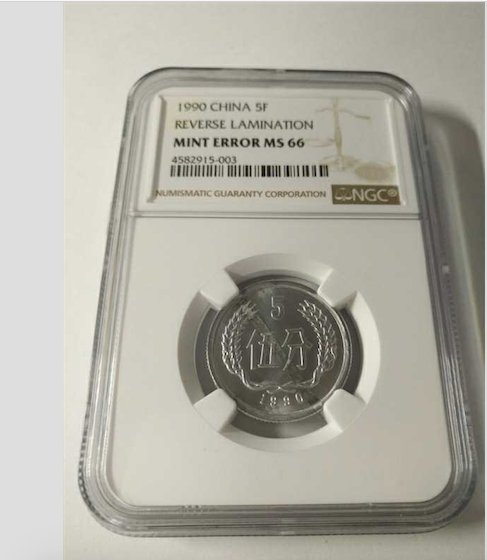 1990 CHINA 5F
REVERSE LAMINATION
MINT ERROR MS 66
4582915-003
NUMISMATIC GUARANTY CORPORATION NGC®
5
伍分
1990